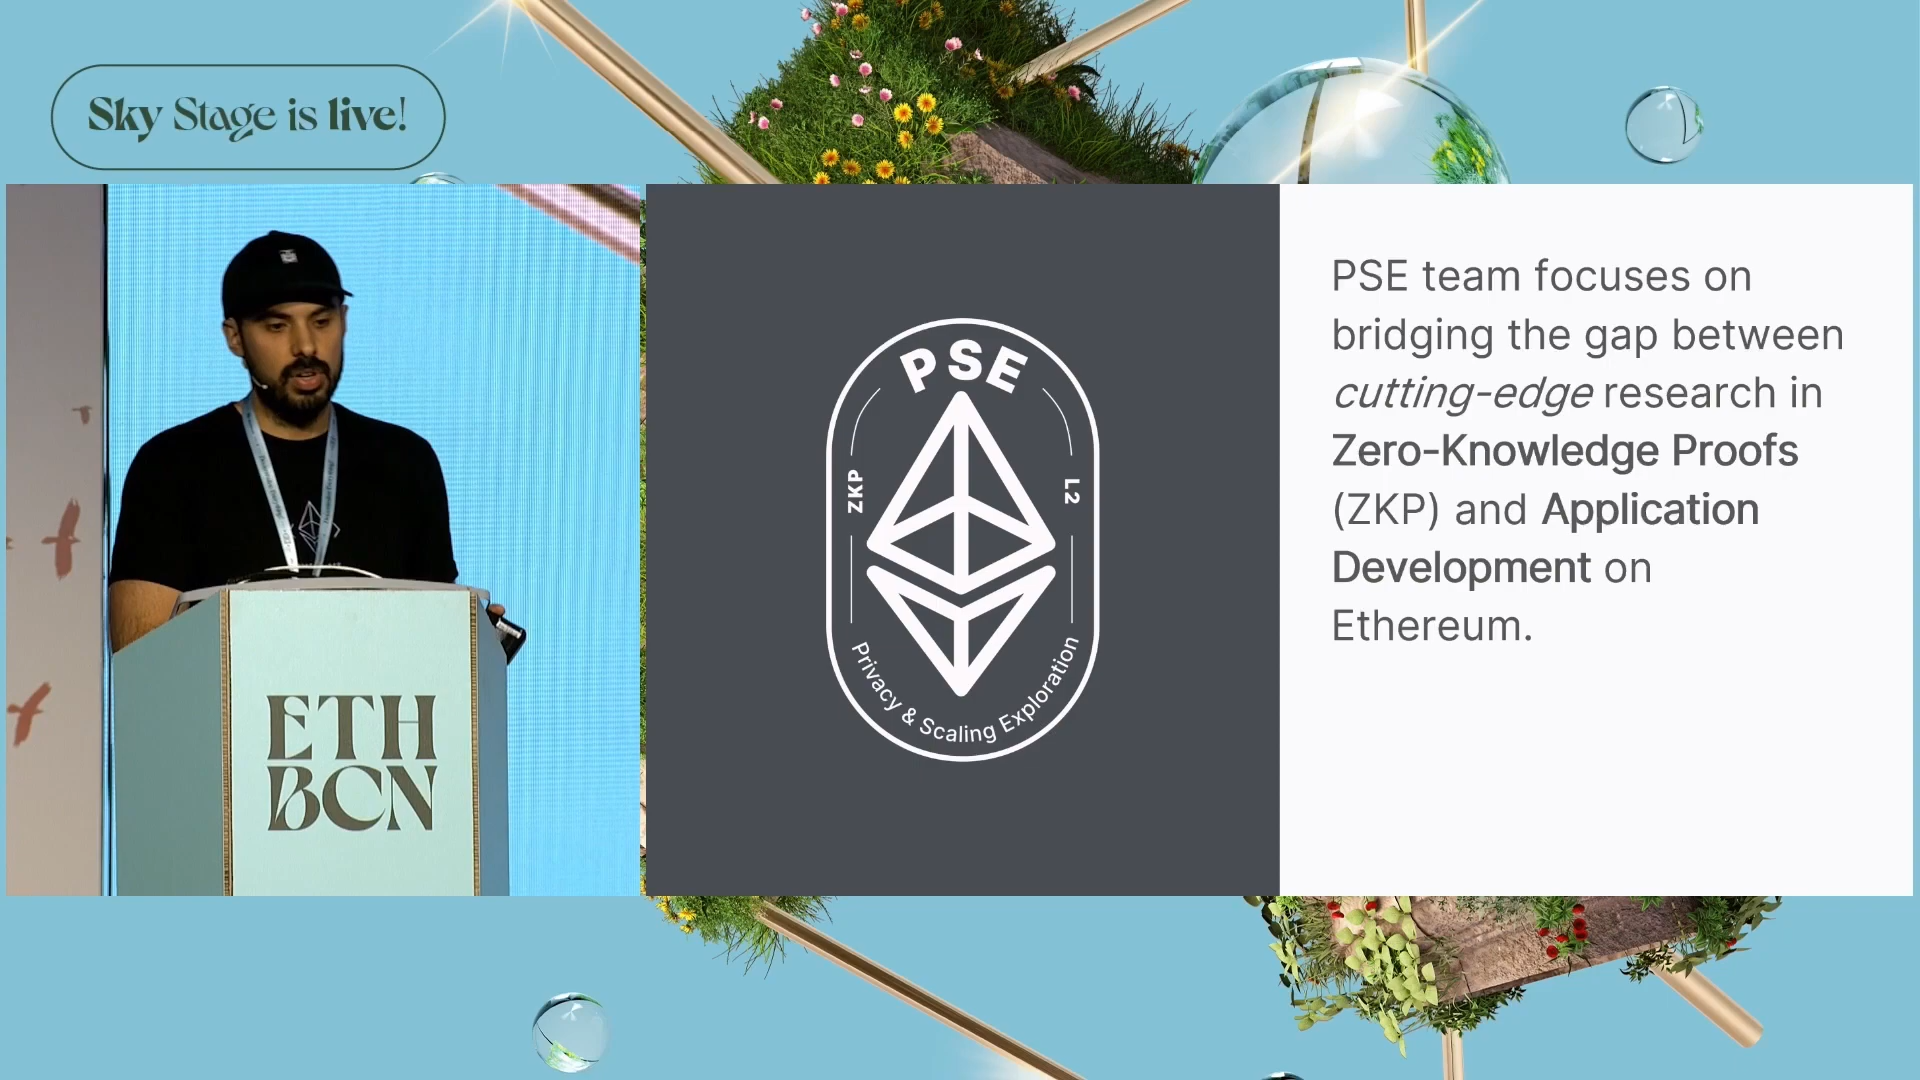 Sky Stage is live!
ETH
BCN
PSE
ZKP
L2
Privacy & Scaling Exploration
PSE team focuses on
bridging the gap between
cutting-edge research in
Zero-Knowledge Proofs
(ZKP) and Application
Development on
Ethereum.